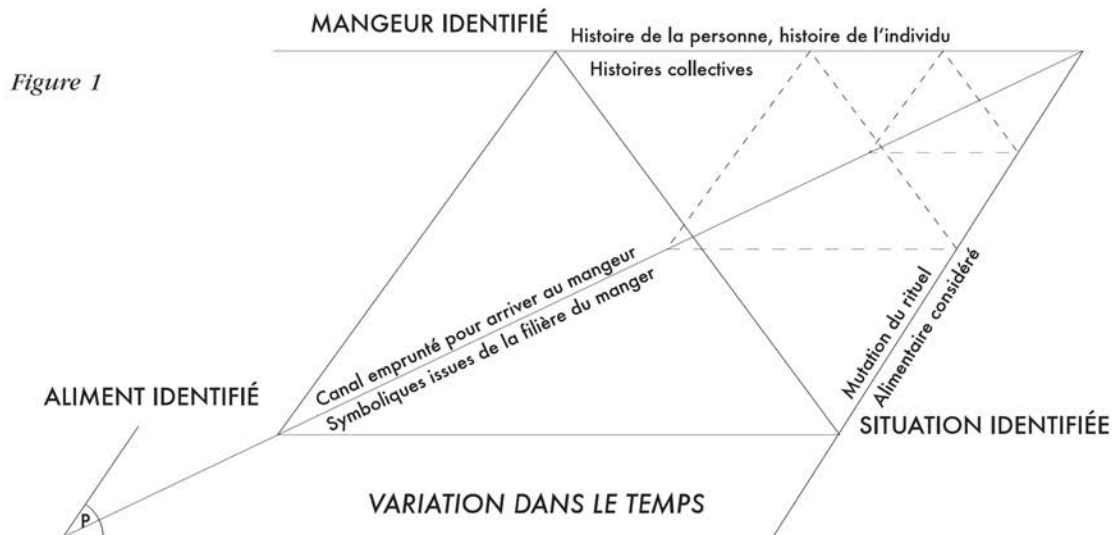 MANGEUR IDENTIFIÉ
Histoire de la personne, histoire de l'individu
Histoires collectives
Figure 1
Canal emprunté pour arriver au mangeur
Symboliques issues de la filière du manger
Mutation du rituel
Alimentaire considéré
ALIMENT IDENTIFIÉ
SITUATION IDENTIFIÉE
VARIATION DANS LE TEMPS
P